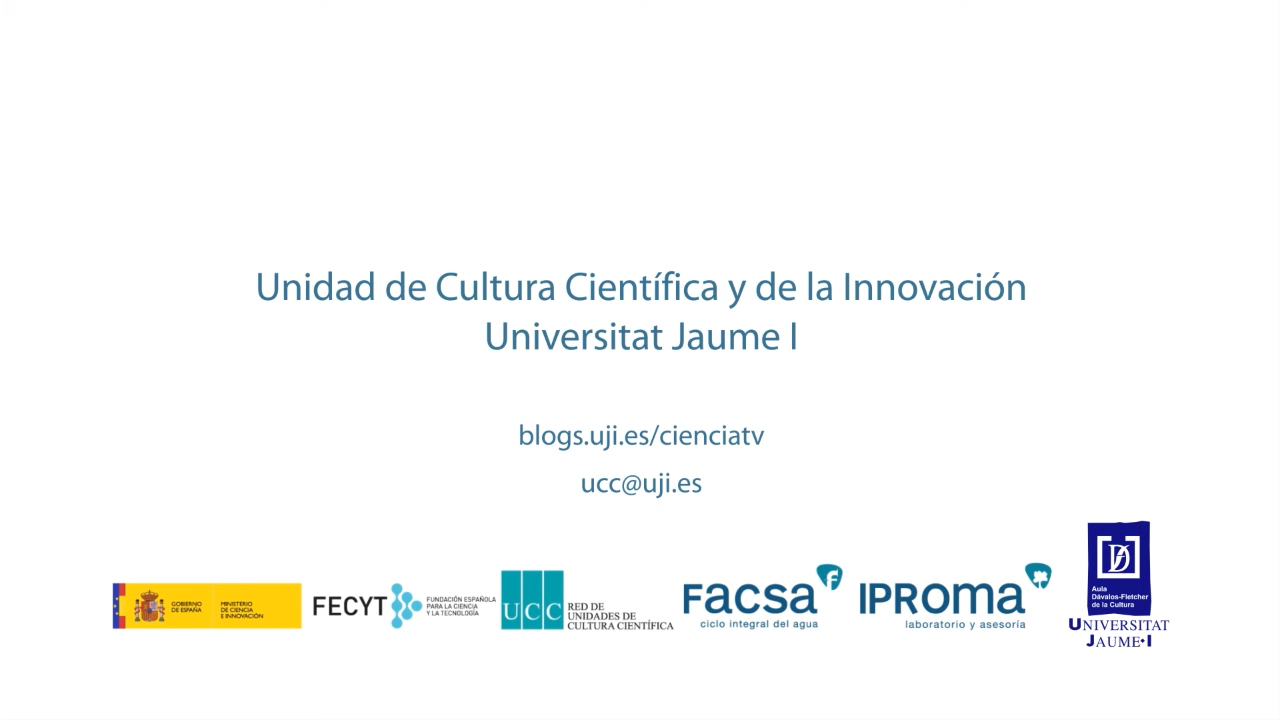 Unidad de Cultura Científica y de la Innovación
Universitat Jaume I
blogs.uji.es/cienciatv
ucc@uji.es
GOBIERNO
DE ESPAÑA
MINISTERIO
DE CIENCIA
E INNOVACIÓN
FECYT
FUNDACIÓN ESPAÑOLA
PARA LA CIENCIA
Y LA TECNOLOGÍA
UCC
RED DE
UNIDADES DE
CULTURA CIENTÍFICA
FACSA
ciclo integral del agua
IPROMA
laboratorio y asesoría
Aula
Dávalos-Fletcher
de la Cultura
UNIVERSITAT
JAUME·I